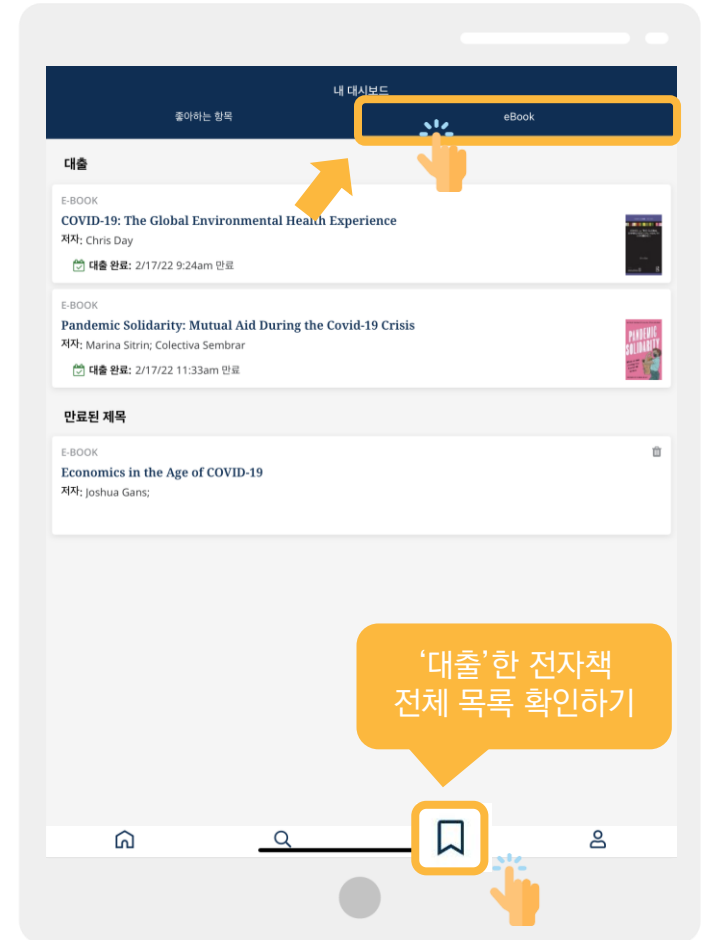 내 대시보드
좋아하는 항목
eBook
대출
E-BOOK
COVID-19: The Global Environmental Health Experience
저자: Chris Day
대출 완료: 2/17/22 9:24am 만료
E-BOOK
Pandemic Solidarity: Mutual Aid During the Covid-19 Crisis
저자: Marina Sitrin; Colectiva Sembrar
대출 완료: 2/17/22 11:33am 만료
PANDEMIC
SOLIDARITY
만료된 제목
E-BOOK
Economics in the Age of COVID-19
저자: Joshua Gans;
‘대출’한 전자책
전체 목록 확인하기